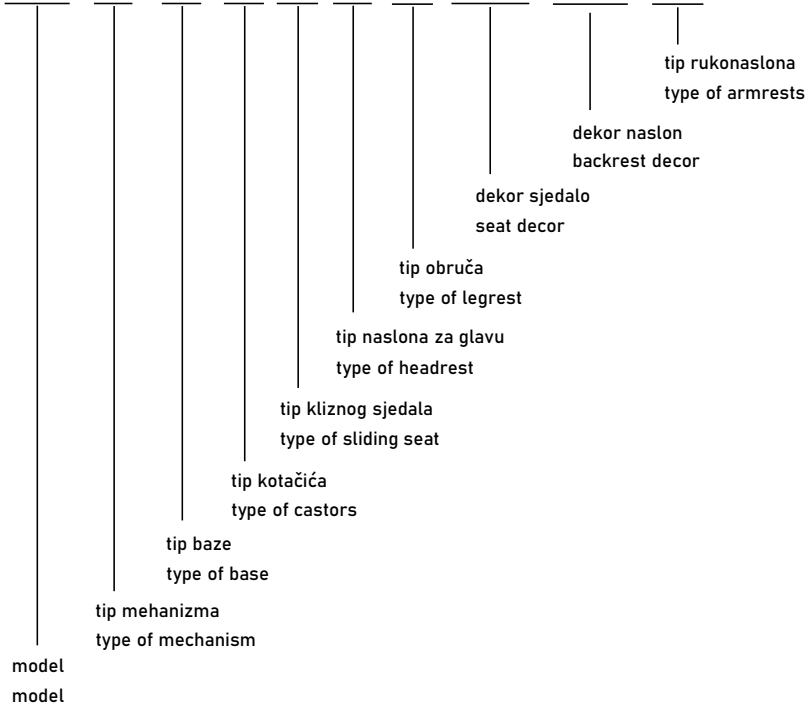 tip rukonaslona
type of armrests
dekor naslon
backrest decor
dekor sjedalo
seat decor
tip obruča
type of legrest
tip naslona za glavu
type of headrest
tip kliznog sjedala
type of sliding seat
tip kotačića
type of castors
tip baze
type of base
tip mehanizma
type of mechanism
model
model